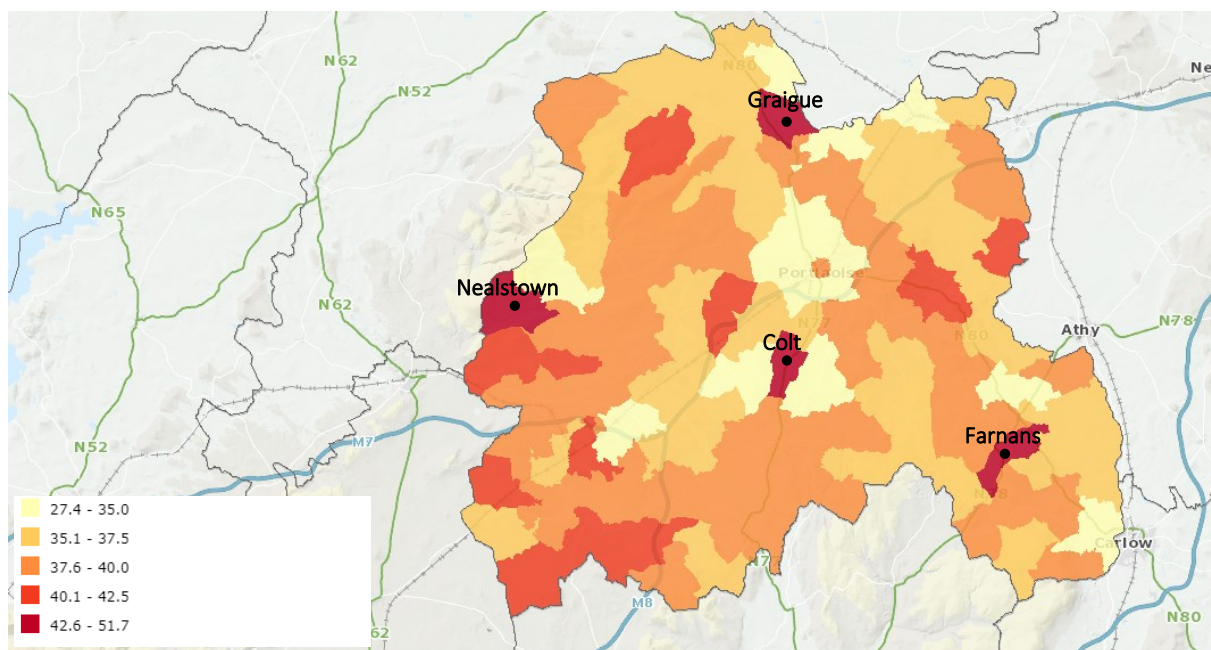 N62
N80
Ne
N52
Graigue
N65
Nealstown
Portlaoise
N62
N77
Athy
N78
Colt
N80
M7
Farnans
N52
N78
27.4 - 35.0
35.1 - 37.5
37.6 - 40.0
40.1 - 42.5
42.6 - 51.7
Carlow
N7
M8
N80
62